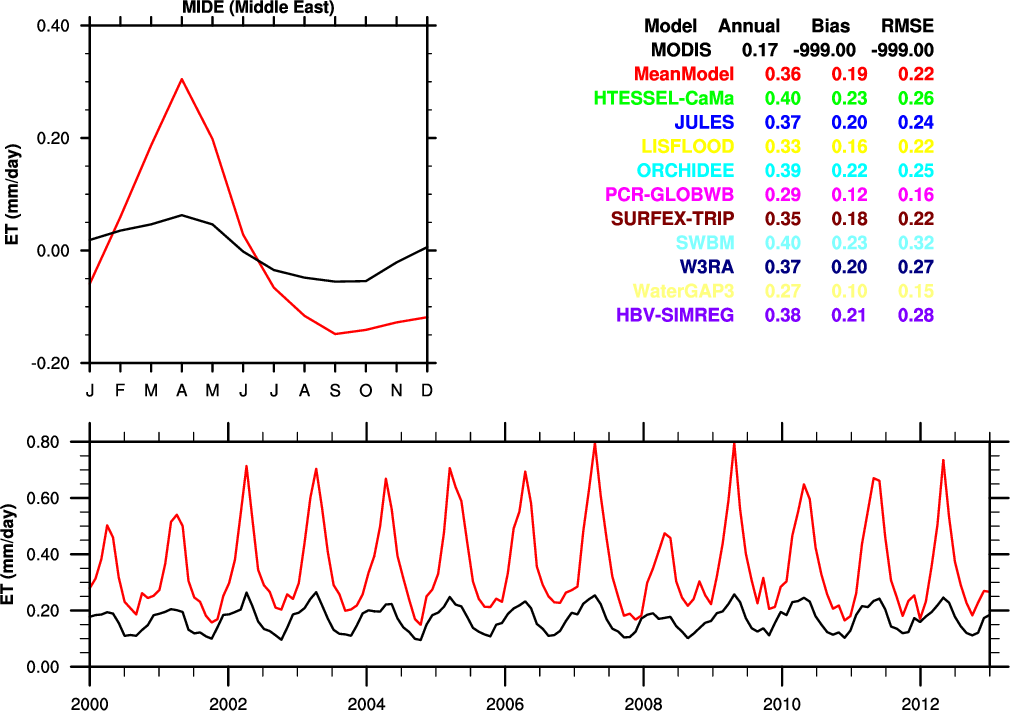 MIDE (Middle East)
0.40
0.20
0.00
-0.20
ET (mm/day)
J F M A M J J A S O N D
Model Annual Bias RMSE
MODIS 0.17 -999.00 -999.00
MeanModel 0.36 0.19 0.22
HTESSEL-CaMa 0.40 0.23 0.26
JULES 0.37 0.20 0.24
LISFLOOD 0.33 0.16 0.22
ORCHIDEE 0.39 0.22 0.25
PCR-GLOBWB 0.29 0.12 0.16
SURFEX-TRIP 0.35 0.18 0.22
SWBM 0.40 0.23 0.32
W3RA 0.37 0.20 0.27
WaterGAP3 0.27 0.10 0.15
HBV-SIMREG 0.38 0.21 0.28
0.80
0.60
0.40
0.20
0.00
ET (mm/day)
2000 2002 2004 2006 2008 2010 2012